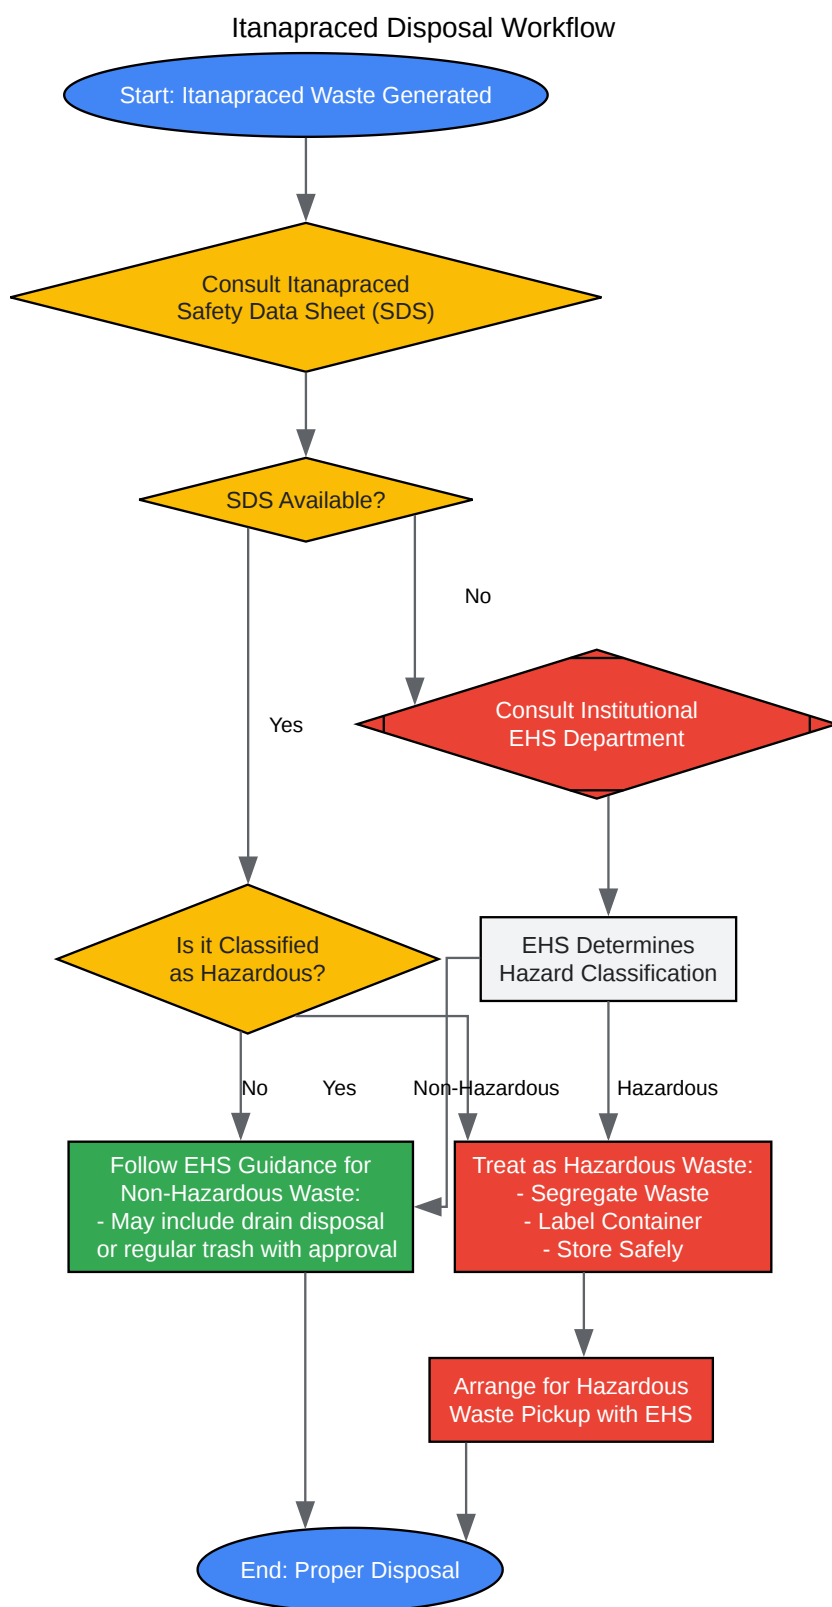 Itanapraced Disposal Workflow
Start: Itanapraced Waste Generated
Consult Itanapraced
Safety Data Sheet (SDS)
SDS Available?
No
Consult Institutional
EHS Department
Yes
Is it Classified
as Hazardous?
EHS Determines
Hazard Classification
No
Yes
Non-Hazardous
Hazardous
Follow EHS Guidance for
Non-Hazardous Waste:
- May include drain disposal
or regular trash with approval
Treat as Hazardous Waste:
- Segregate Waste
- Label Container
- Store Safely
Arrange for Hazardous
Waste Pickup with EHS
End: Proper Disposal